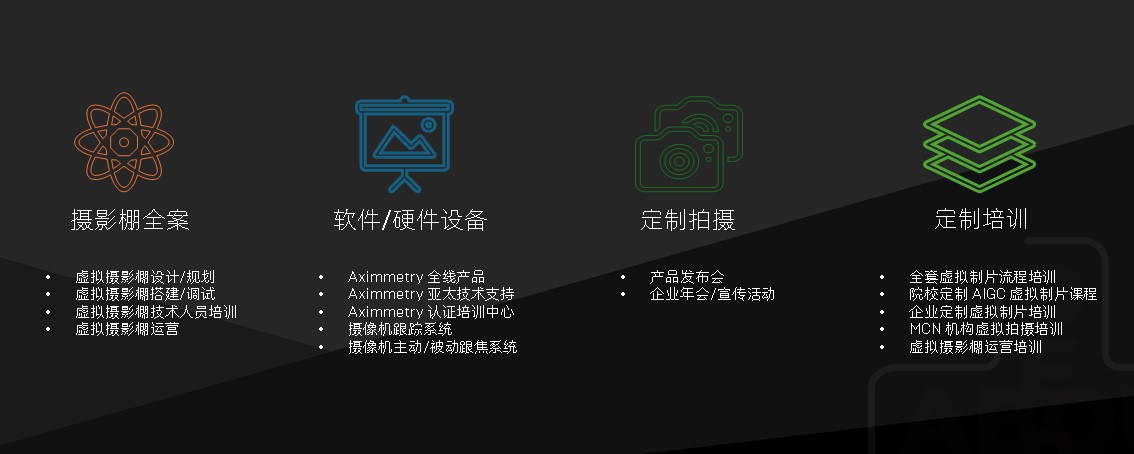 摄影棚全案
• 虚拟摄影棚设计/规划
• 虚拟摄影棚搭建/调试
• 虚拟摄影棚技术人员培训
• 虚拟摄影棚运营
软件/硬件设备
• Aximmetry 全线产品
• Aximmetry 亚太技术支持
• Aximmetry 认证培训中心
• 摄像机跟踪系统
• 摄像机主动/被动跟焦系统
定制拍摄
• 产品发布会
• 企业年会/宣传活动
定制培训
• 全套虚拟制片流程培训
• 院校定制 AIGC 虚拟制片课程
• 企业定制虚拟制片培训
• MCN 机构虚拟拍摄培训
• 虚拟摄影棚运营培训